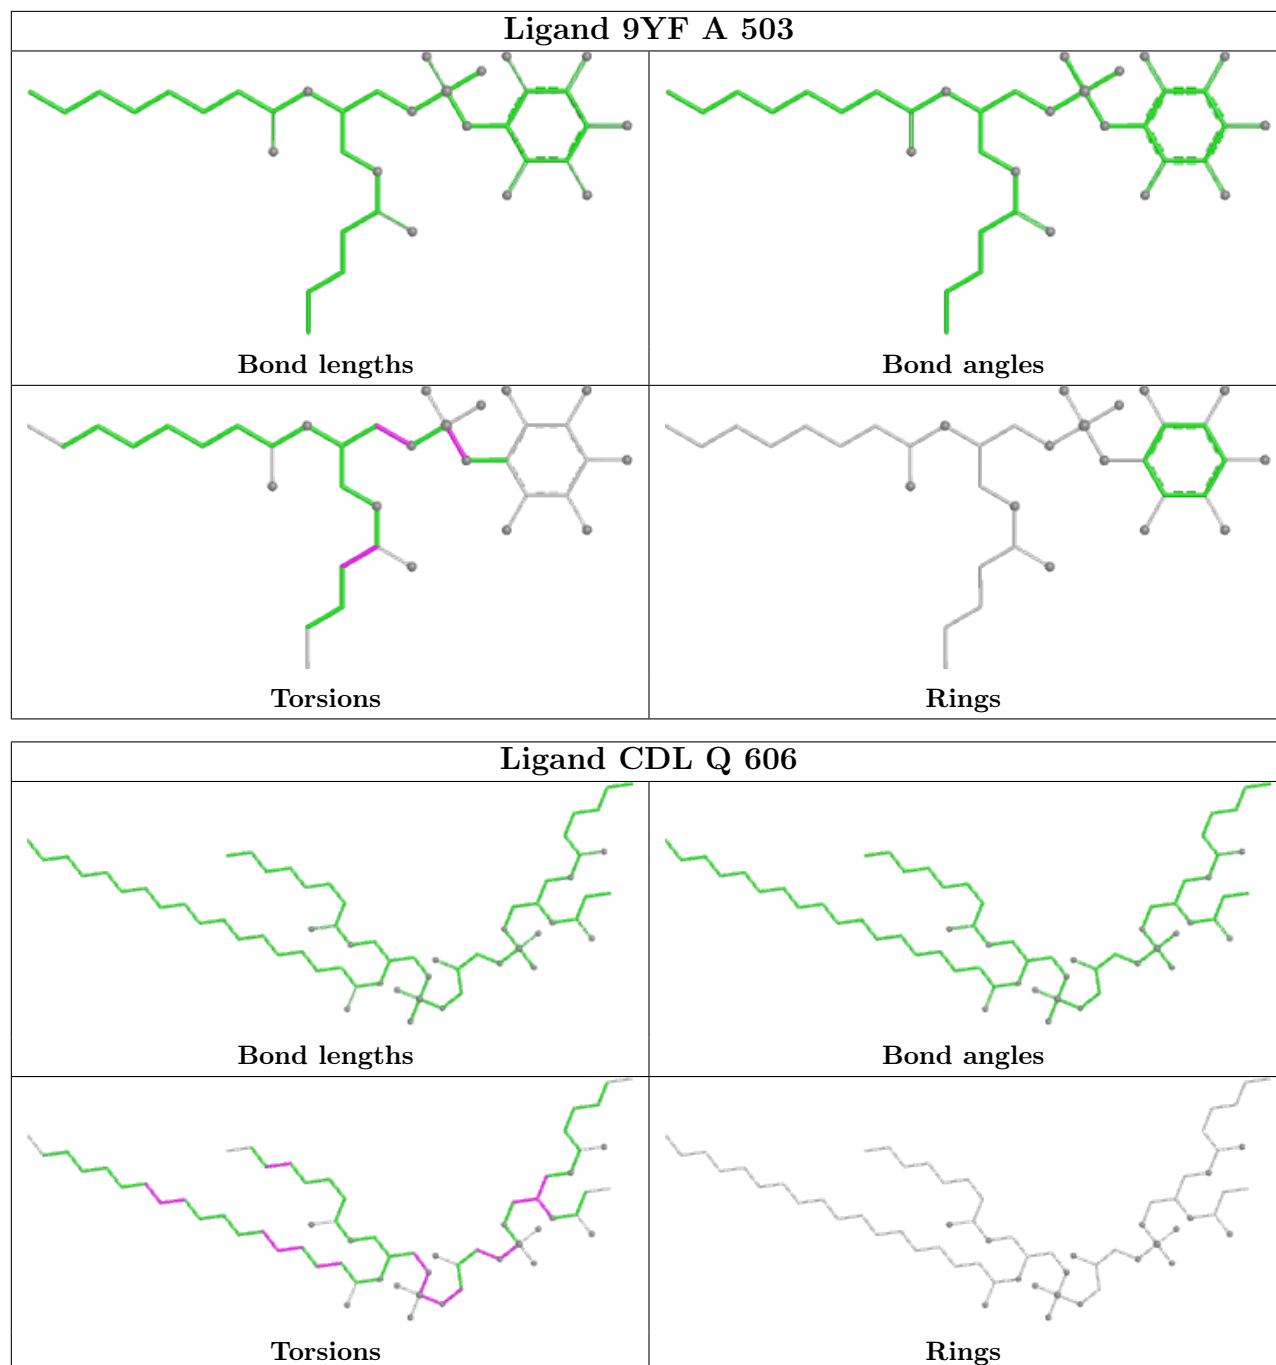 Ligand 9YF A 503
Bond lengths
Bond angles
Torsions
Rings
Ligand CDL Q 606
Bond lengths
Bond angles
Torsions
Rings